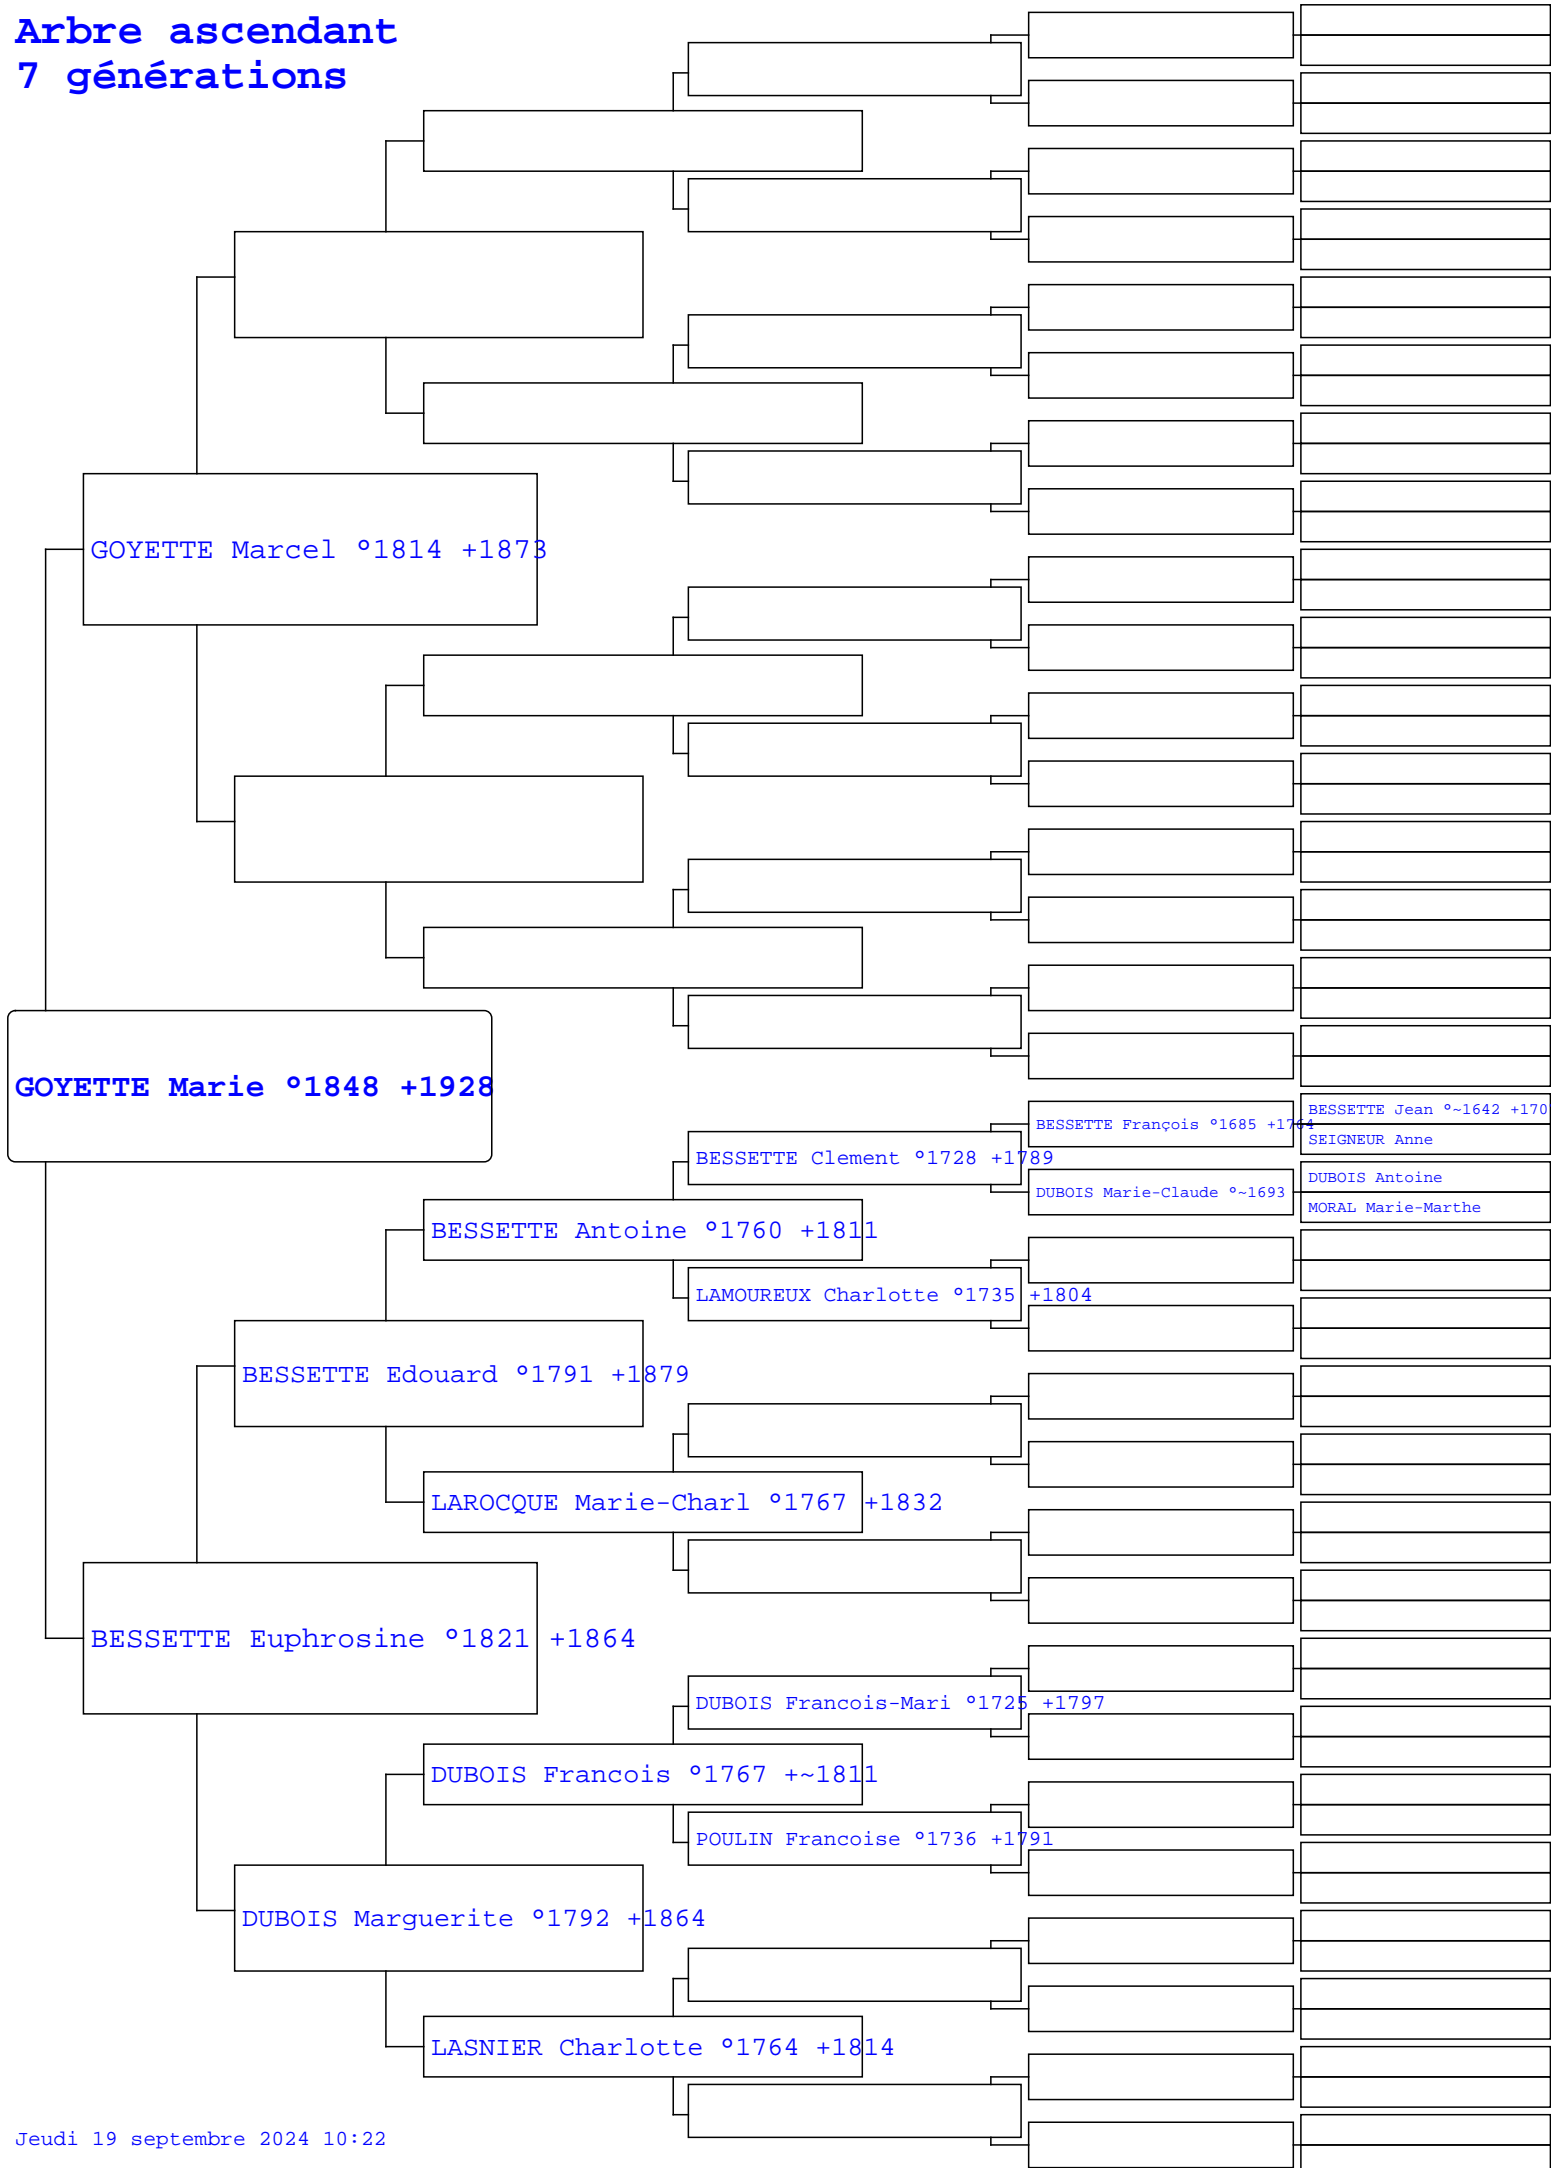 Arbre ascendant
7 générations
GOYETTE Marcel °1814 +1873
GOYETTE Marie °1848 +1928
BESSETTE Jean °~1642 +170
BESSETTE François °1685 +1764
SEIGNEUR Anne
BESSETTE Clement °1728 +1789
DUBOIS Antoine
DUBOIS Marie-Claude °~1693
MORAL Marie-Marthe
BESSETTE Antoine °1760 +1811
LAMOUREUX Charlotte °1735 +1804
BESSETTE Edouard °1791 +1879
LAROCQUE Marie-Charl °1767 +1832
BESSETTE Euphrosine °1821 +1864
DUBOIS Francois-Mari °1725 +1797
DUBOIS Francois °1767 +~1811
POULIN Francoise °1736 +1791
DUBOIS Marguerite °1792 +1864
LASNIER Charlotte °1764 +1814
Jeudi 19 septembre 2024 10:22